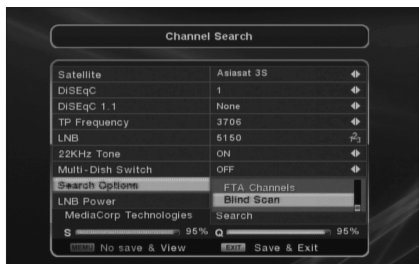 Channel Search
Satellite Asiasat 3S
DiSEqC 1
DiSEqC 1.1 None
TP Frequency 3706
LNB 5150
22KHz Tone ON
Multi-Dish Switch OFF
Search Options FTA Channels
Blind Scan
LNB Power
MediaCorp Technologies Search
S 95% Q 95%
MENU No save & View EXIT Save & Exit